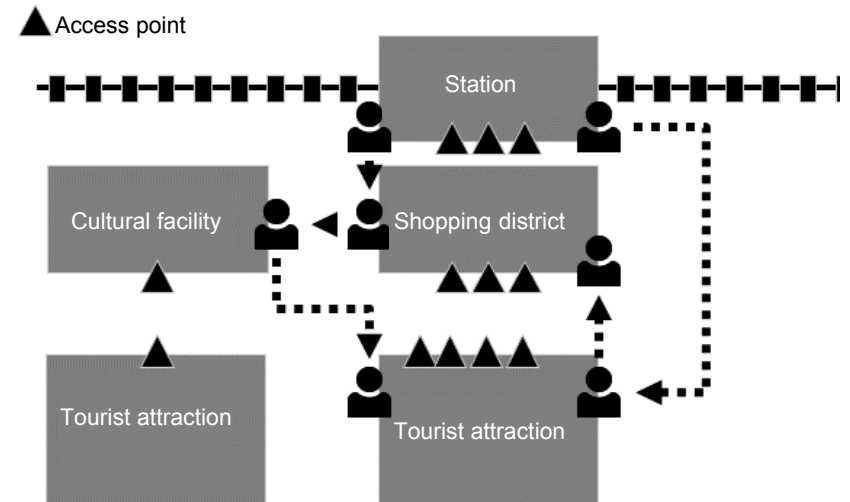 Access point
Station
Cultural facility
Shopping district
Tourist attraction
Tourist attraction